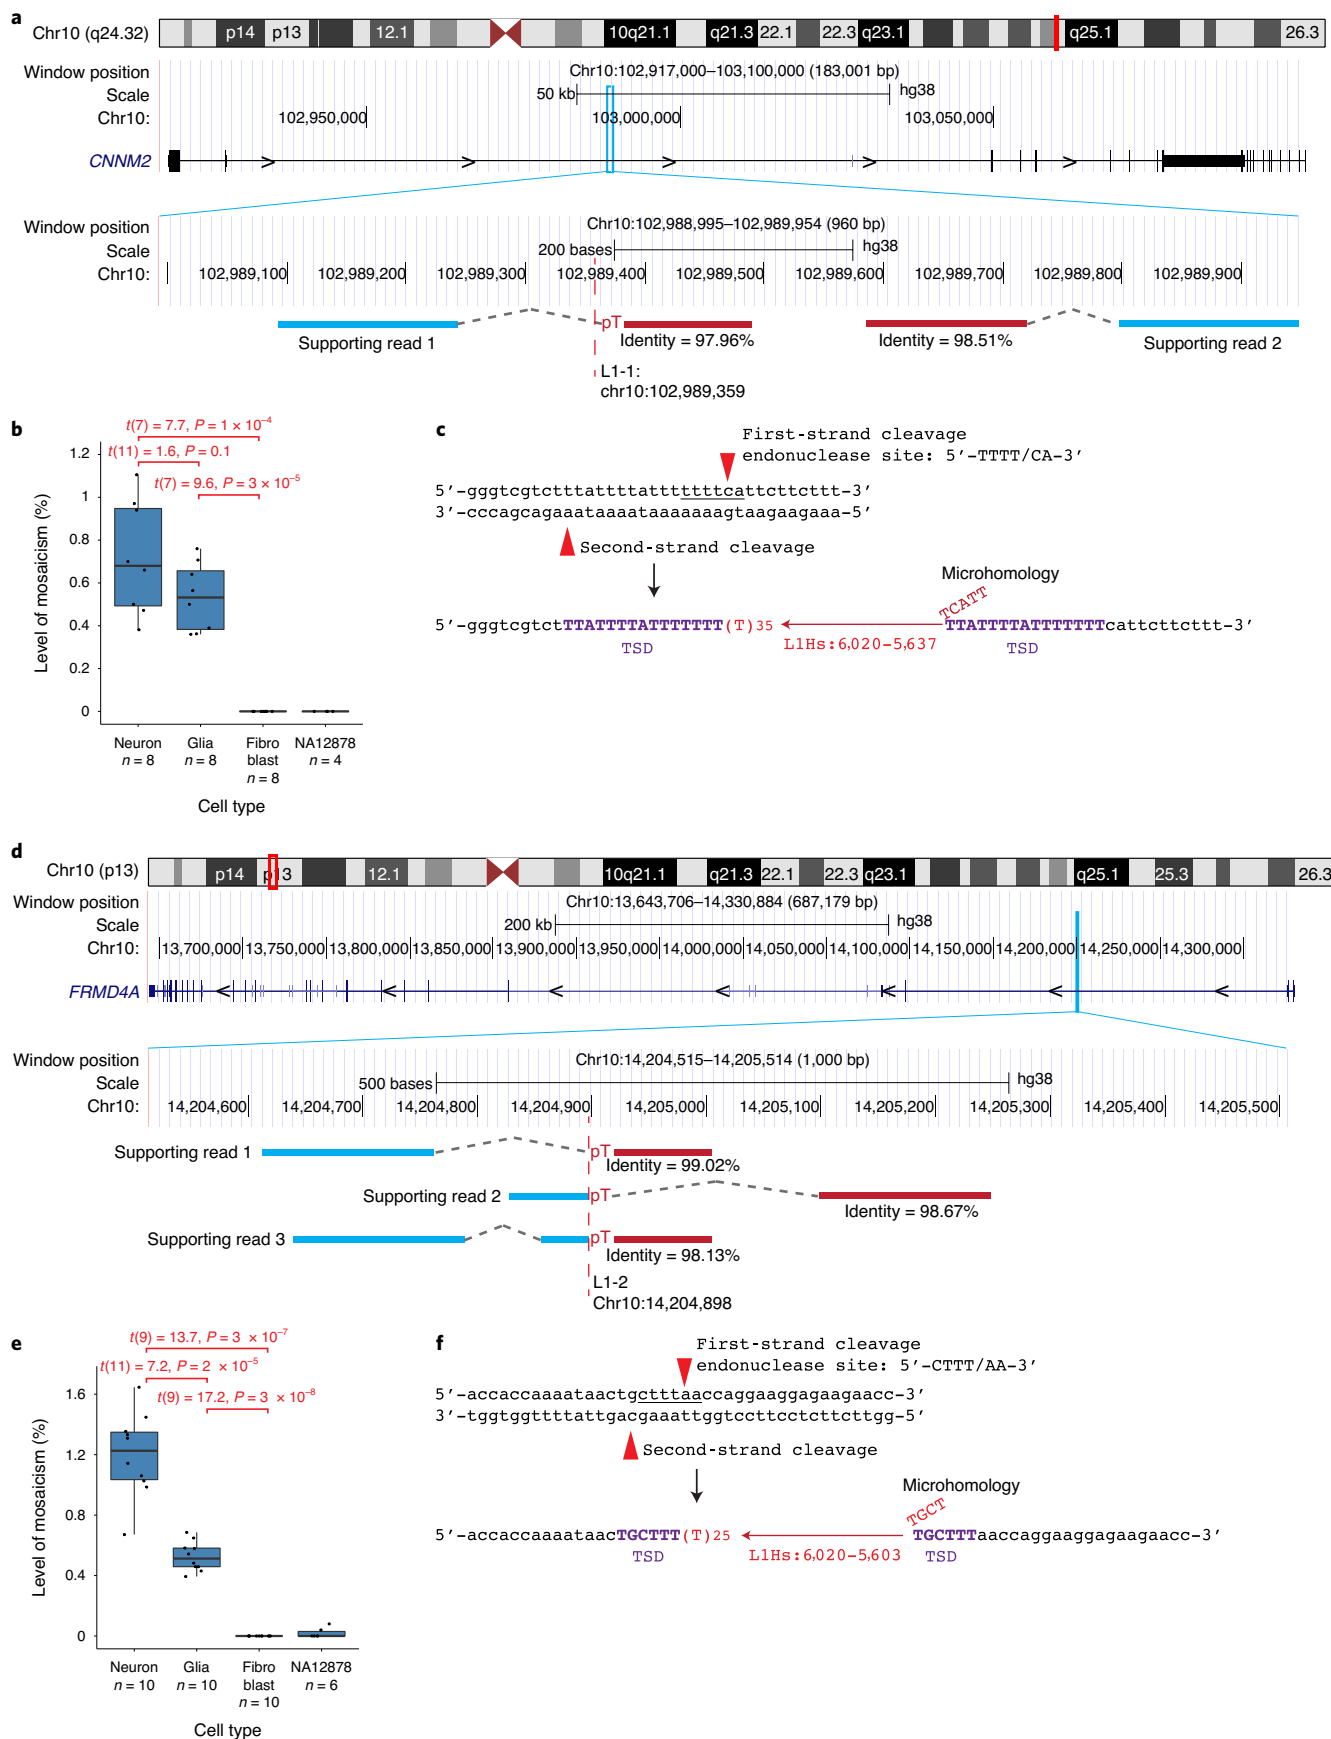 a
Chr10 (q24.32) p14 p13 12.1 10q21.1 q21.3 22.1 22.3 q23.1 q25.1 26.3
Window position Chr10:102,917,000–103,100,000 (183,001 bp)
Scale 50 kb hg38
Chr10: 102,950,000 103,000,000 103,050,000
CNNM2
Window position Chr10:102,988,995–102,989,954 (960 bp)
Scale 200 bases hg38
Chr10: 102,989,100 102,989,200 102,989,300 102,989,400 102,989,500 102,989,600 102,989,700 102,989,800 102,989,900
pT
Supporting read 1 Identity = 97.96% Identity = 98.51% Supporting read 2
L1-1:
chr10:102,989,359
b
t(7) = 7.7, P = 1 × 10⁻⁴
t(11) = 1.6, P = 0.1
t(7) = 9.6, P = 3 × 10⁻⁵
Level of mosaicism (%)
1.2
1
0.8
0.6
0.4
0.2
0
Neuron Glia Fibro NA12878
n = 8 n = 8 blast n = 4
n = 8
Cell type
c
First-strand cleavage
endonuclease site: 5′-TTTT/CA-3′
5′-gggtcgtctttattttatttttttcattcttcttt-3′
3′-cccagcagaaataaaataaaaaaagtaagaagaaa-5′
Second-strand cleavage
Microhomology
TCATT
5′-gggtcgtctTTATTTTATTTTTTT(T)35 TTATTTTATTTTTTTcattcttcttt-3′
TSD L1Hs:6,020–5,637 TSD
d
Chr10 (p13) p14 p13 12.1 10q21.1 q21.3 22.1 22.3 q23.1 q25.1 25.3 26.3
Window position Chr10:13,643,706–14,330,884 (687,179 bp)
Scale 200 kb hg38
Chr10: 13,700,000 13,750,000 13,800,000 13,850,000 13,900,000 13,950,000 14,000,000 14,050,000 14,100,000 14,150,000 14,200,000 14,250,000 14,300,000
FRMD4A
Window position Chr10:14,204,515–14,205,514 (1,000 bp)
Scale 500 bases hg38
Chr10: 14,204,600 14,204,700 14,204,800 14,204,900 14,205,000 14,205,100 14,205,200 14,205,300 14,205,400 14,205,500
Supporting read 1 pT
Identity = 99.02%
Supporting read 2 pT
Identity = 98.67%
Supporting read 3 pT
Identity = 98.13%
L1-2
Chr10:14,204,898
e
t(9) = 13.7, P = 3 × 10⁻⁷
t(11) = 7.2, P = 2 × 10⁻⁵
t(9) = 17.2, P = 3 × 10⁻⁸
Level of mosaicism (%)
1.6
1.2
0.8
0.4
0
Neuron Glia Fibro NA12878
n = 10 n = 10 blast n = 6
n = 10
Cell type
f
First-strand cleavage
endonuclease site: 5′-CTTT/AA-3′
5′-accaccaaaataactgctttaaccaggaaggagaagaacc-3′
3′-tggtggttttattgacgaaattggtccttcctcttcttgg-5′
Second-strand cleavage
Microhomology
TGCT
5′-accaccaaaataacTGCTTT(T)25 TGCTTTaaccaggaaggagaagaacc-3′
TSD L1Hs:6,020–5,603 TSD